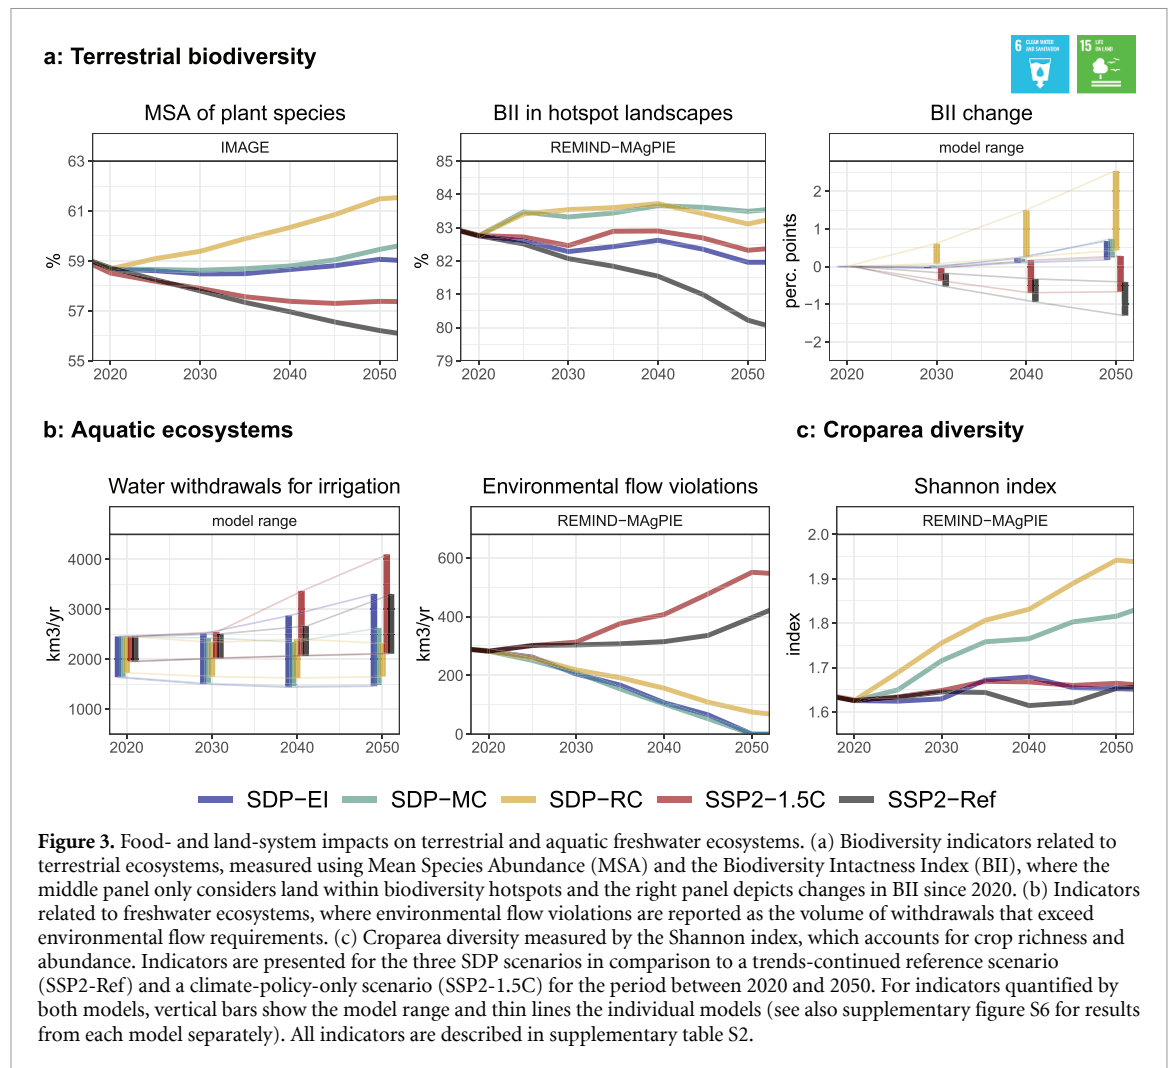 a: Terrestrial biodiversity
6 CLEAN WATER
AND SANITATION
15 LIFE
ON LAND
MSA of plant species
IMAGE
63
61
59
57
55
%
2020 2030 2040 2050
BII in hotspot landscapes
REMIND−MAgPIE
85
84
83
82
81
80
79
%
2020 2030 2040 2050
BII change
model range
2
1
0
−1
−2
perc. points
2020 2030 2040 2050
b: Aquatic ecosystems
Water withdrawals for irrigation
model range
4000
3000
2000
1000
km3/yr
2020 2030 2040 2050
Environmental flow violations
REMIND−MAgPIE
600
400
200
0
km3/yr
2020 2030 2040 2050
c: Croparea diversity
Shannon index
REMIND−MAgPIE
2.0
1.9
1.8
1.7
1.6
index
2020 2030 2040 2050
SDP−EI SDP−MC SDP−RC SSP2−1.5C SSP2−Ref
Figure 3. Food- and land-system impacts on terrestrial and aquatic freshwater ecosystems. (a) Biodiversity indicators related to
terrestrial ecosystems, measured using Mean Species Abundance (MSA) and the Biodiversity Intactness Index (BII), where the
middle panel only considers land within biodiversity hotspots and the right panel depicts changes in BII since 2020. (b) Indicators
related to freshwater ecosystems, where environmental flow violations are reported as the volume of withdrawals that exceed
environmental flow requirements. (c) Croparea diversity measured by the Shannon index, which accounts for crop richness and
abundance. Indicators are presented for the three SDP scenarios in comparison to a trends-continued reference scenario
(SSP2-Ref) and a climate-policy-only scenario (SSP2-1.5C) for the period between 2020 and 2050. For indicators quantified by
both models, vertical bars show the model range and thin lines the individual models (see also supplementary figure S6 for results
from each model separately). All indicators are described in supplementary table S2.